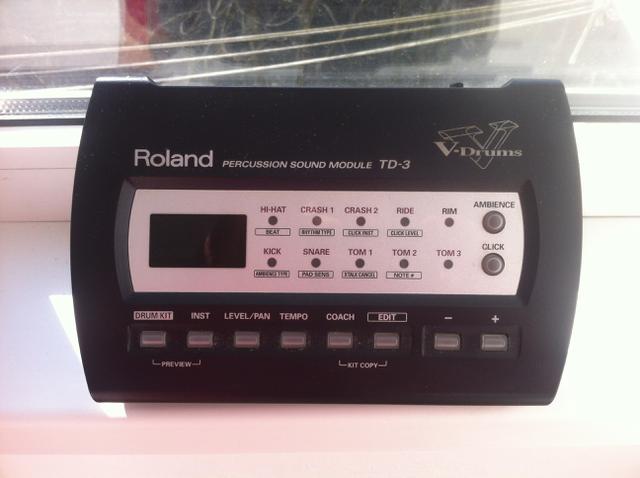 Roland PERCUSSION SOUND MODULE TD-3
V-Drums
HI-HAT CRASH 1 CRASH 2 RIDE RIM AMBIENCE
BEAT RHYTHM TYPE CLICK INST CLICK LEVEL
CLICK
KICK SNARE TOM 1 TOM 2 TOM 3
AMBIENCE TYPE PAD SENS XTALK CANCEL NOTE #
DRUM KIT INST LEVEL/PAN TEMPO COACH EDIT − +
PREVIEW KIT COPY